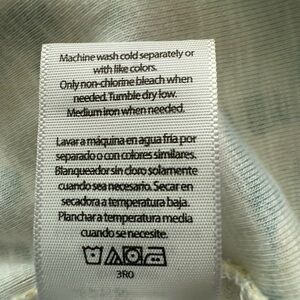 Machine wash cold separately or
with like colors.
Only non-chlorine bleach when
needed. Tumble dry low.
Medium iron when needed.
Lavar a máquina en agua fría por
separado o con colores similares.
Blanqueador sin cloro solamente
cuando sea necesario. Secar en
secadora a temperatura baja.
Planchar a temperatura media
cuando se necesite.
3R0